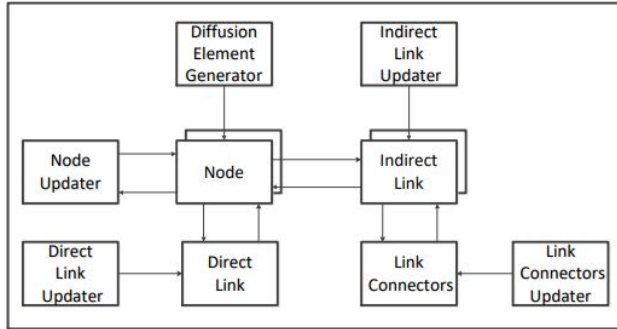 Diffusion
Element
Generator
Indirect
Link
Updater
Node
Updater
Node
Indirect
Link
Direct
Link
Updater
Direct
Link
Link
Connectors
Link
Connectors
Updater